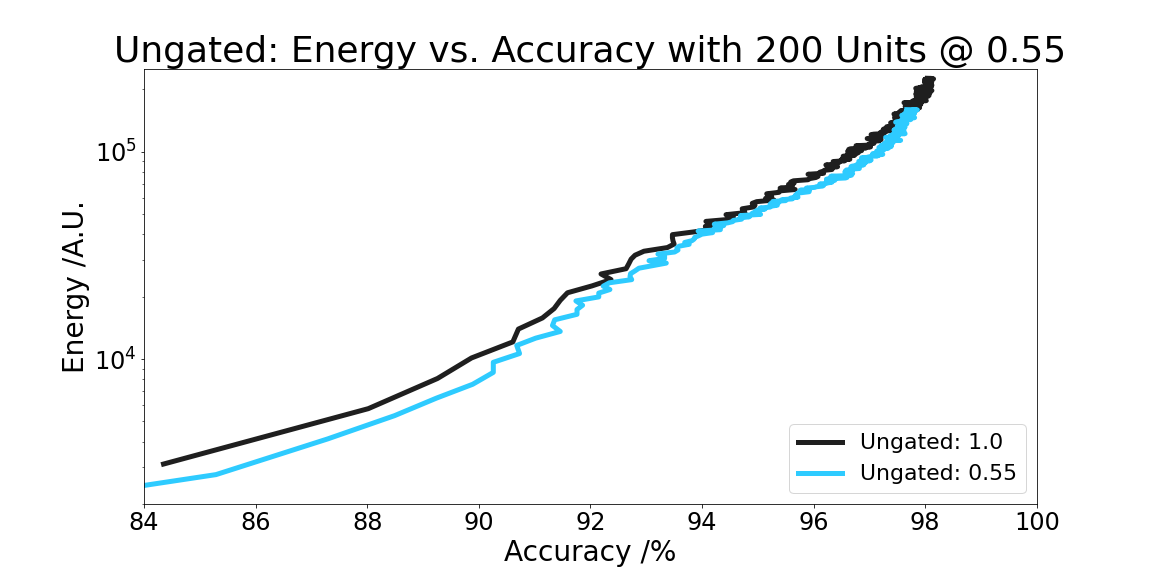 Ungated: Energy vs. Accuracy with 200 Units @ 0.55
Energy /A.U.
10^5
10^4
Ungated: 1.0
Ungated: 0.55
84 86 88 90 92 94 96 98 100
Accuracy /%